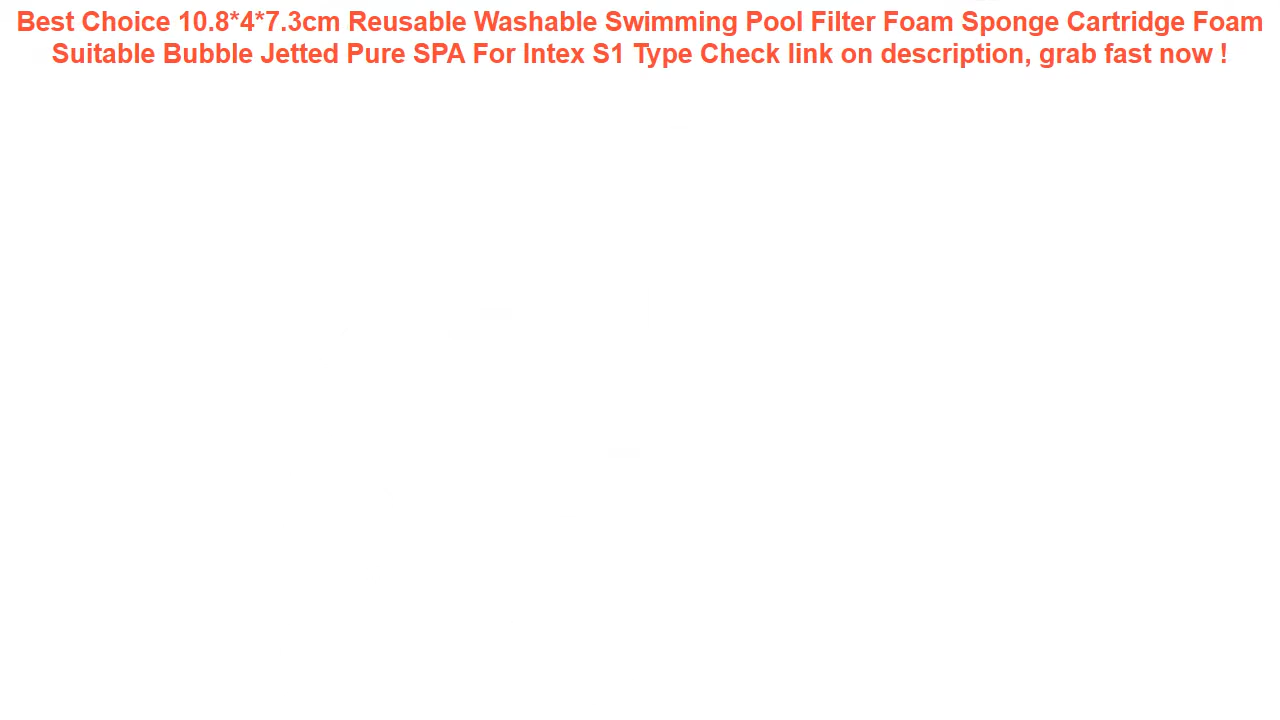 Best Choice 10.8*4*7.3cm Reusable Washable Swimming Pool Filter Foam Sponge Cartridge Foam
Suitable Bubble Jetted Pure SPA For Intex S1 Type Check link on description, grab fast now !